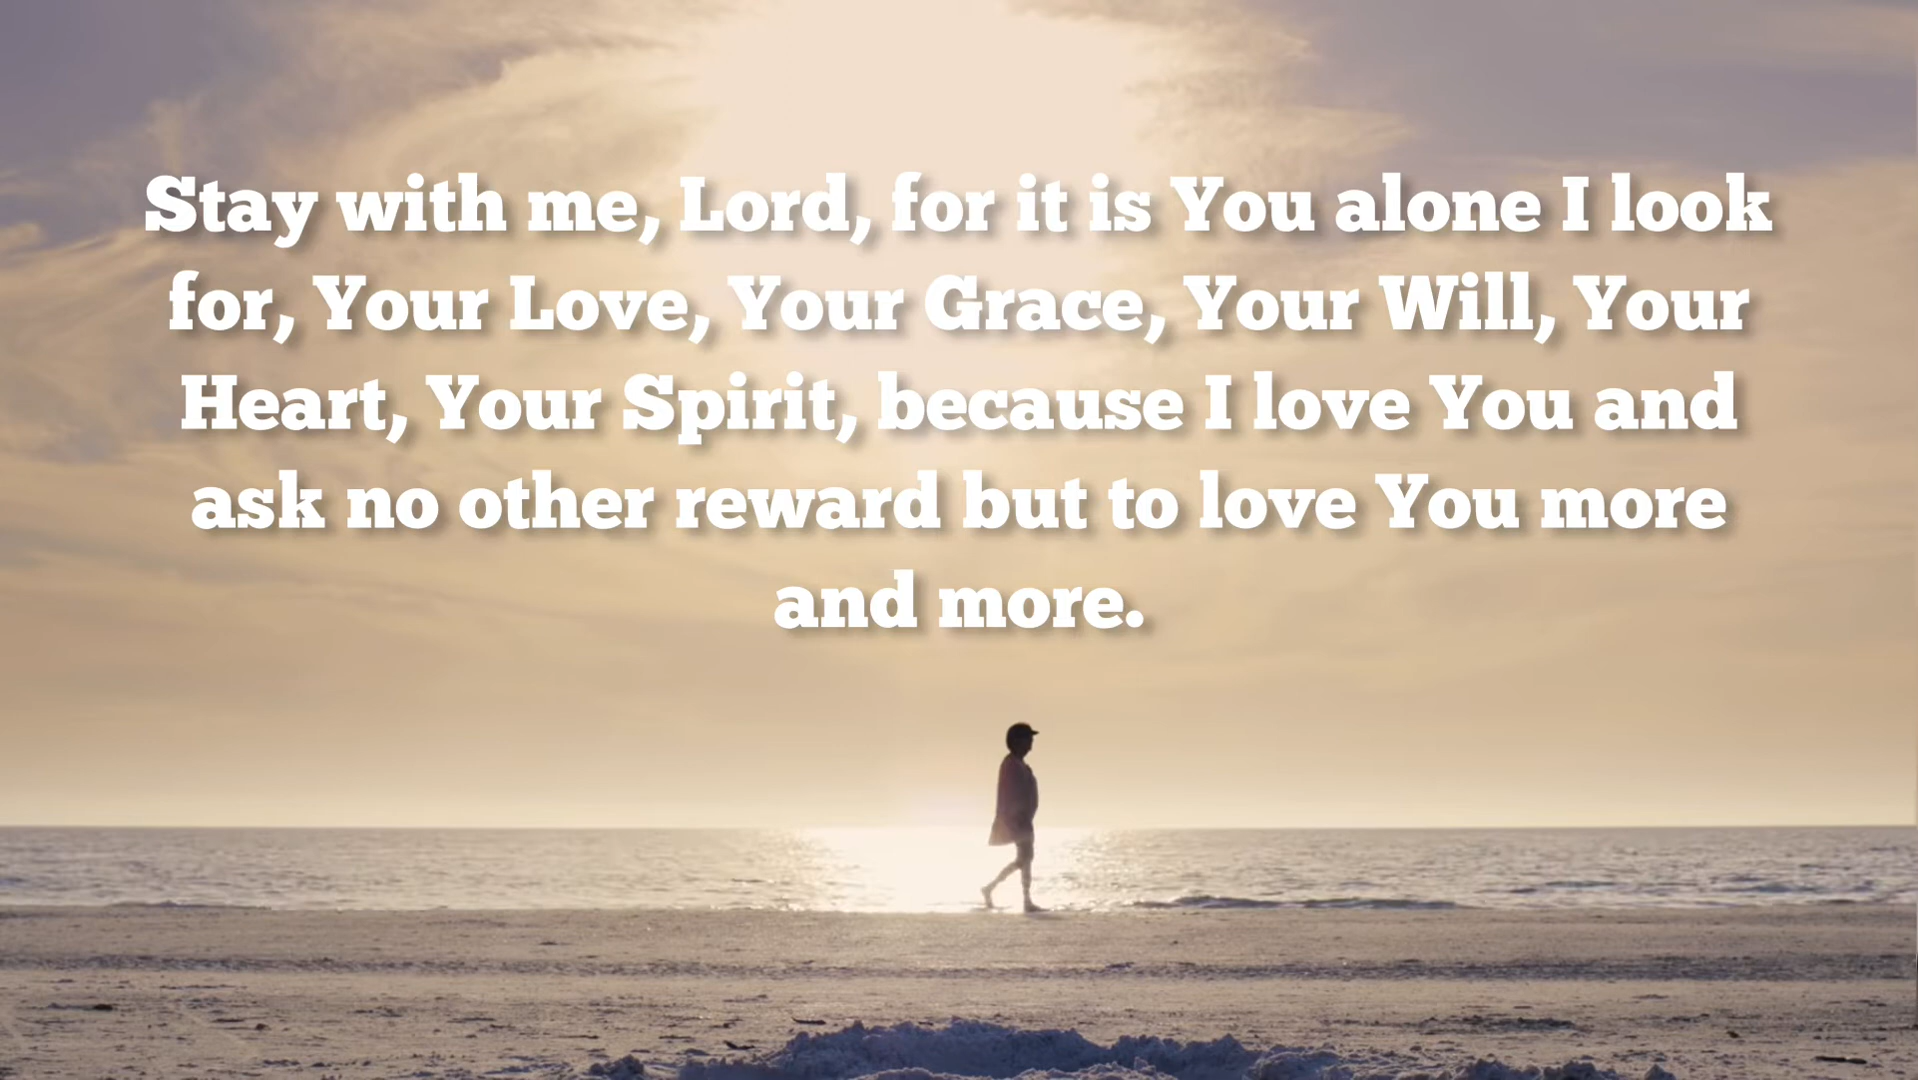 Stay with me, Lord, for it is You alone I look
for, Your Love, Your Grace, Your Will, Your
Heart, Your Spirit, because I love You and
ask no other reward but to love You more
and more.